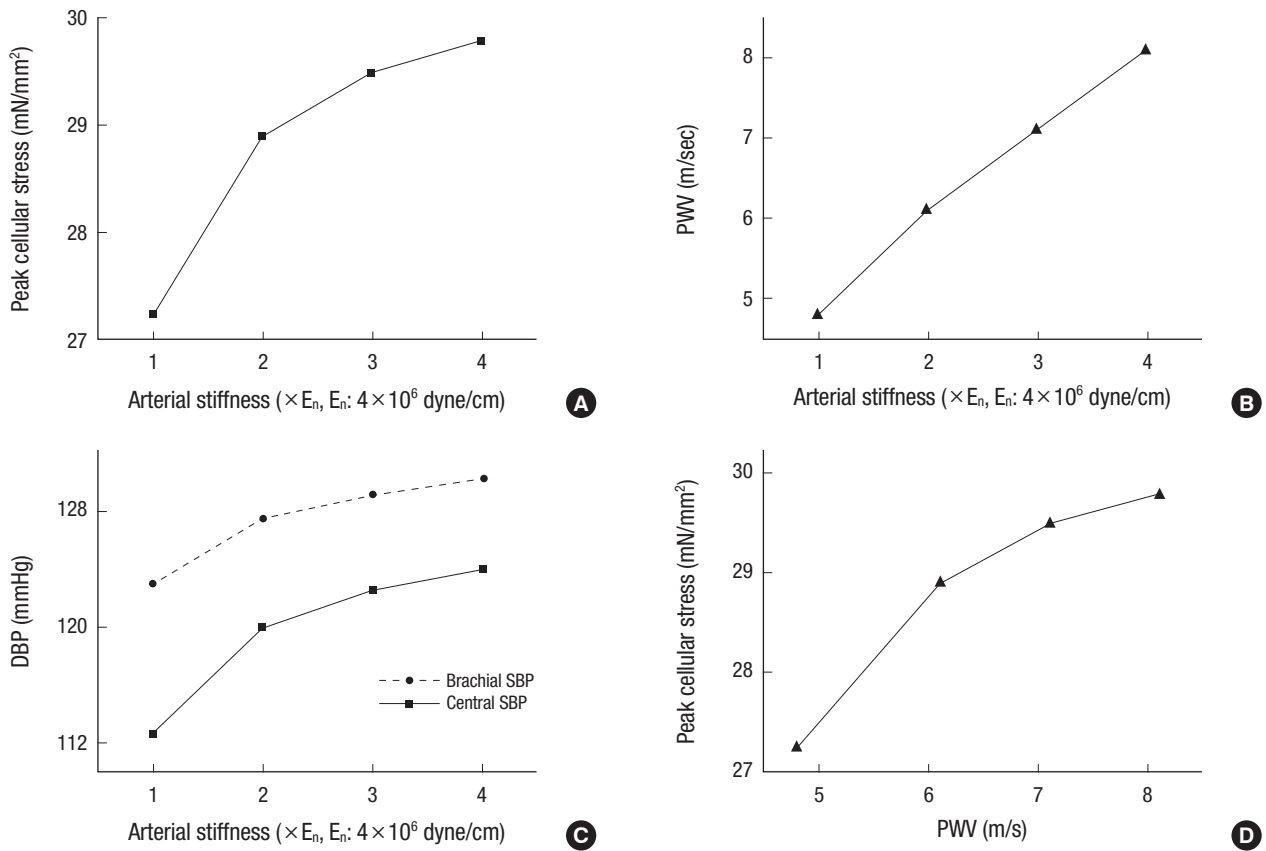 30
29
28
27
Peak cellular stress (mN/mm²)
1 2 3 4
Arterial stiffness (×Eₙ, Eₙ: 4×10⁶ dyne/cm)
A
8
7
6
5
PWV (m/sec)
1 2 3 4
Arterial stiffness (×Eₙ, Eₙ: 4×10⁶ dyne/cm)
B
128
120
112
DBP (mmHg)
Brachial SBP
Central SBP
1 2 3 4
Arterial stiffness (×Eₙ, Eₙ: 4×10⁶ dyne/cm)
C
30
29
28
27
Peak cellular stress (mN/mm²)
5 6 7 8
PWV (m/s)
D